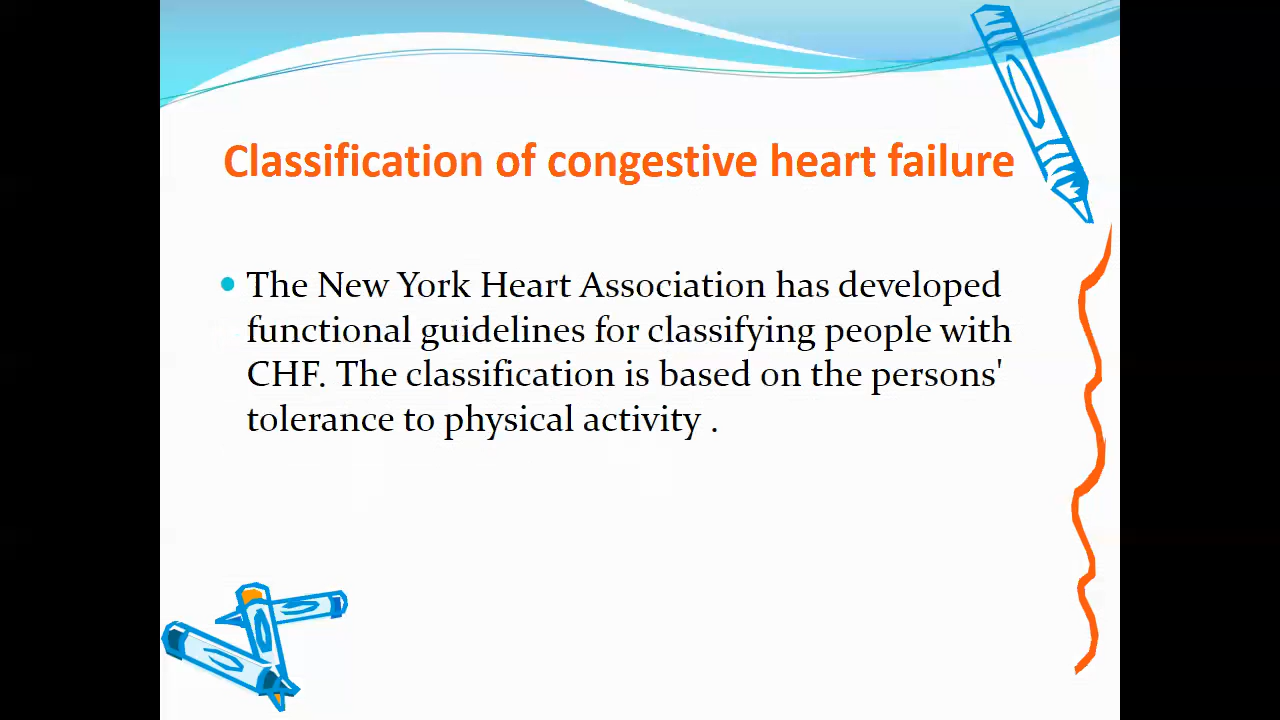 Classification of congestive heart failure
• The New York Heart Association has developed
functional guidelines for classifying people with
CHF. The classification is based on the persons'
tolerance to physical activity .